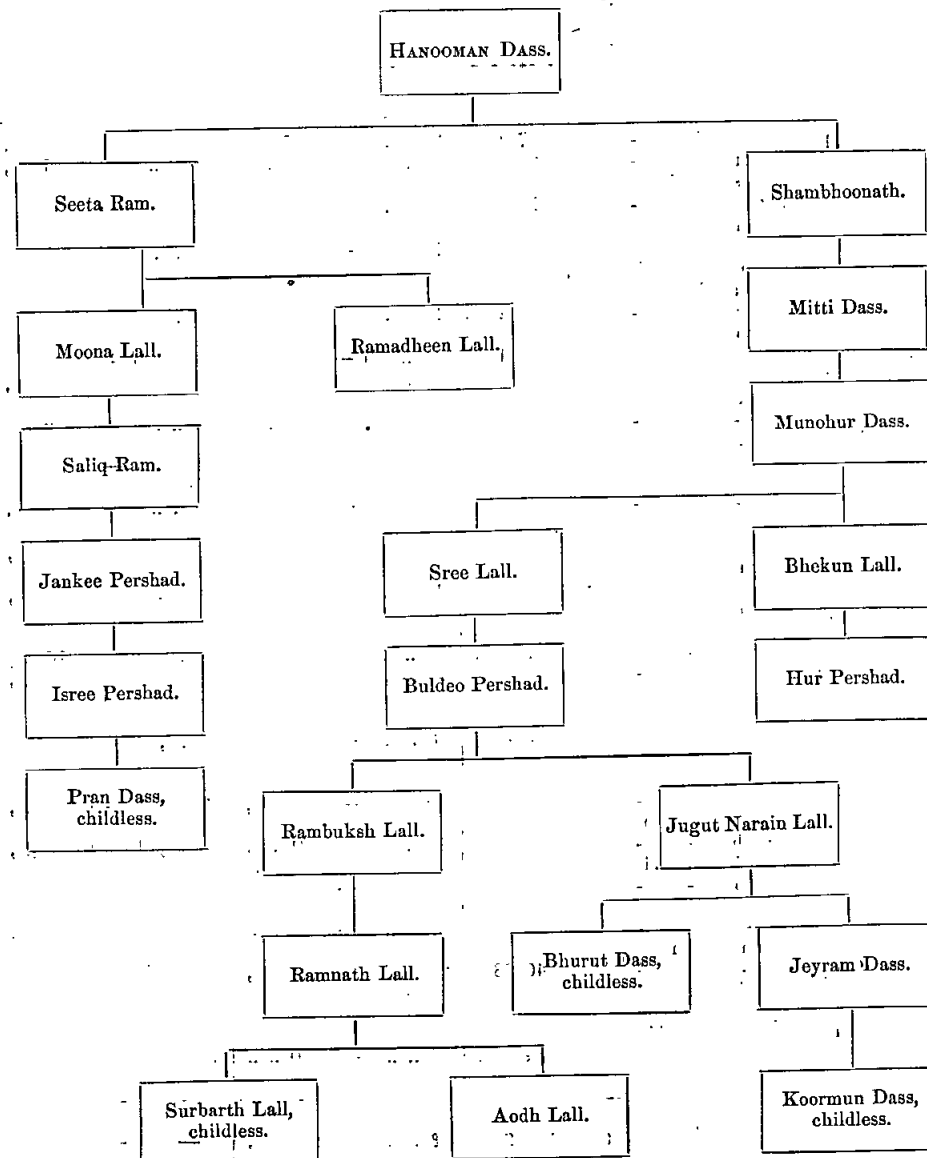 HANOOMAN DASS.
Seeta Ram.
Shambhoonath.
Mitti Dass.
Moona Lall.
Ramadheen Lall.
Munohur Dass.
Saliq Ram.
Sree Lall.
Bhekun Lall.
Jankee Pershad.
Isree Pershad.
Buldeo Pershad.
Hur Pershad.
Pran Dass,
childless.
Rambuksh Lall.
Jugut Narain Lall.
Ramnath Lall.
Bhurut Dass,
childless.
Jeyram Dass.
Surbarth Lall,
childless.
Aodh Lall.
Koormun Dass,
childless.